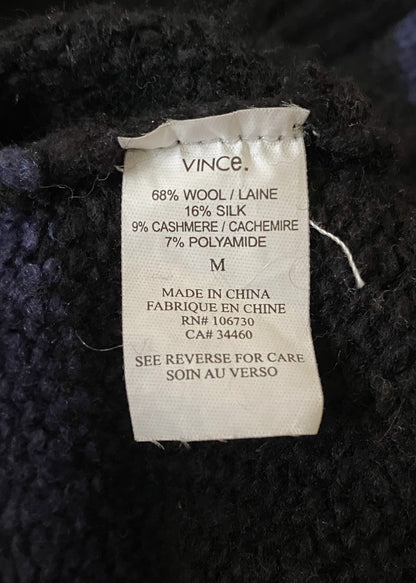 VINCe.
68% WOOL / LAINE
16% SILK
9% CASHMERE / CACHEMIRE
7% POLYAMIDE
M
MADE IN CHINA
FABRIQUE EN CHINE
RN# 106730
CA# 34460
SEE REVERSE FOR CARE
SOIN AU VERSO